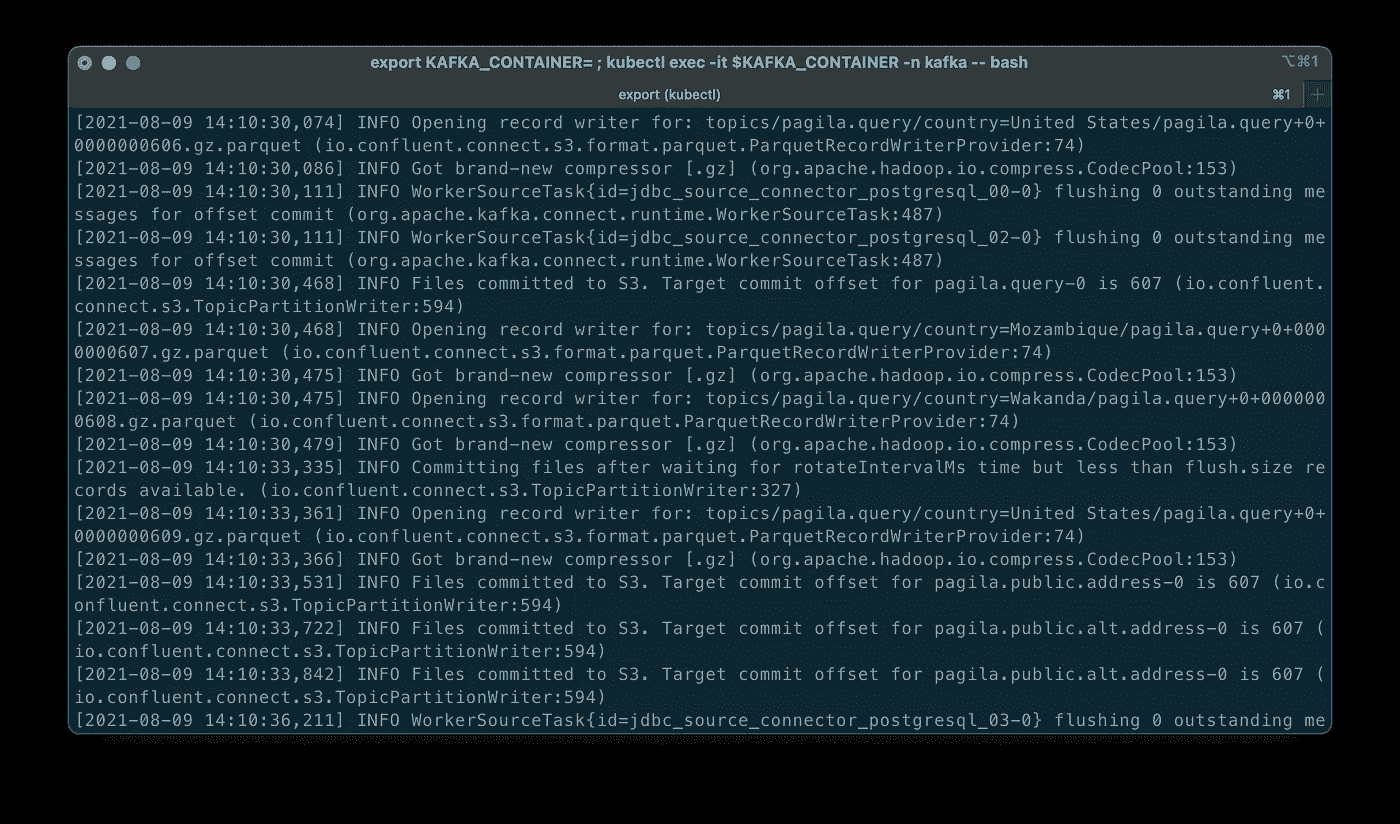 export KAFKA_CONTAINER= ; kubectl exec -it $KAFKA_CONTAINER -n kafka -- bash
⌥⌘1
export (kubectl)
⌘1
+
[2021-08-09 14:10:30,074] INFO Opening record writer for: topics/pagila.query/country=United States/pagila.query+0+
0000000606.gz.parquet (io.confluent.connect.s3.format.parquet.ParquetRecordWriterProvider:74)
[2021-08-09 14:10:30,086] INFO Got brand-new compressor [.gz] (org.apache.hadoop.io.compress.CodecPool:153)
[2021-08-09 14:10:30,111] INFO WorkerSourceTask{id=jdbc_source_connector_postgresql_00-0} flushing 0 outstanding me
ssages for offset commit (org.apache.kafka.connect.runtime.WorkerSourceTask:487)
[2021-08-09 14:10:30,111] INFO WorkerSourceTask{id=jdbc_source_connector_postgresql_02-0} flushing 0 outstanding me
ssages for offset commit (org.apache.kafka.connect.runtime.WorkerSourceTask:487)
[2021-08-09 14:10:30,468] INFO Files committed to S3. Target commit offset for pagila.query-0 is 607 (io.confluent.
connect.s3.TopicPartitionWriter:594)
[2021-08-09 14:10:30,468] INFO Opening record writer for: topics/pagila.query/country=Mozambique/pagila.query+0+000
0000607.gz.parquet (io.confluent.connect.s3.format.parquet.ParquetRecordWriterProvider:74)
[2021-08-09 14:10:30,475] INFO Got brand-new compressor [.gz] (org.apache.hadoop.io.compress.CodecPool:153)
[2021-08-09 14:10:30,475] INFO Opening record writer for: topics/pagila.query/country=Wakanda/pagila.query+0+000000
0608.gz.parquet (io.confluent.connect.s3.format.parquet.ParquetRecordWriterProvider:74)
[2021-08-09 14:10:30,479] INFO Got brand-new compressor [.gz] (org.apache.hadoop.io.compress.CodecPool:153)
[2021-08-09 14:10:33,335] INFO Committing files after waiting for rotateIntervalMs time but less than flush.size re
cords available. (io.confluent.connect.s3.TopicPartitionWriter:327)
[2021-08-09 14:10:33,361] INFO Opening record writer for: topics/pagila.query/country=United States/pagila.query+0+
0000000609.gz.parquet (io.confluent.connect.s3.format.parquet.ParquetRecordWriterProvider:74)
[2021-08-09 14:10:33,366] INFO Got brand-new compressor [.gz] (org.apache.hadoop.io.compress.CodecPool:153)
[2021-08-09 14:10:33,531] INFO Files committed to S3. Target commit offset for pagila.public.address-0 is 607 (io.c
onfluent.connect.s3.TopicPartitionWriter:594)
[2021-08-09 14:10:33,722] INFO Files committed to S3. Target commit offset for pagila.public.alt.address-0 is 607 (
io.confluent.connect.s3.TopicPartitionWriter:594)
[2021-08-09 14:10:33,842] INFO Files committed to S3. Target commit offset for pagila.public.alt.address-0 is 607 (
io.confluent.connect.s3.TopicPartitionWriter:594)
[2021-08-09 14:10:36,211] INFO WorkerSourceTask{id=jdbc_source_connector_postgresql_03-0} flushing 0 outstanding me